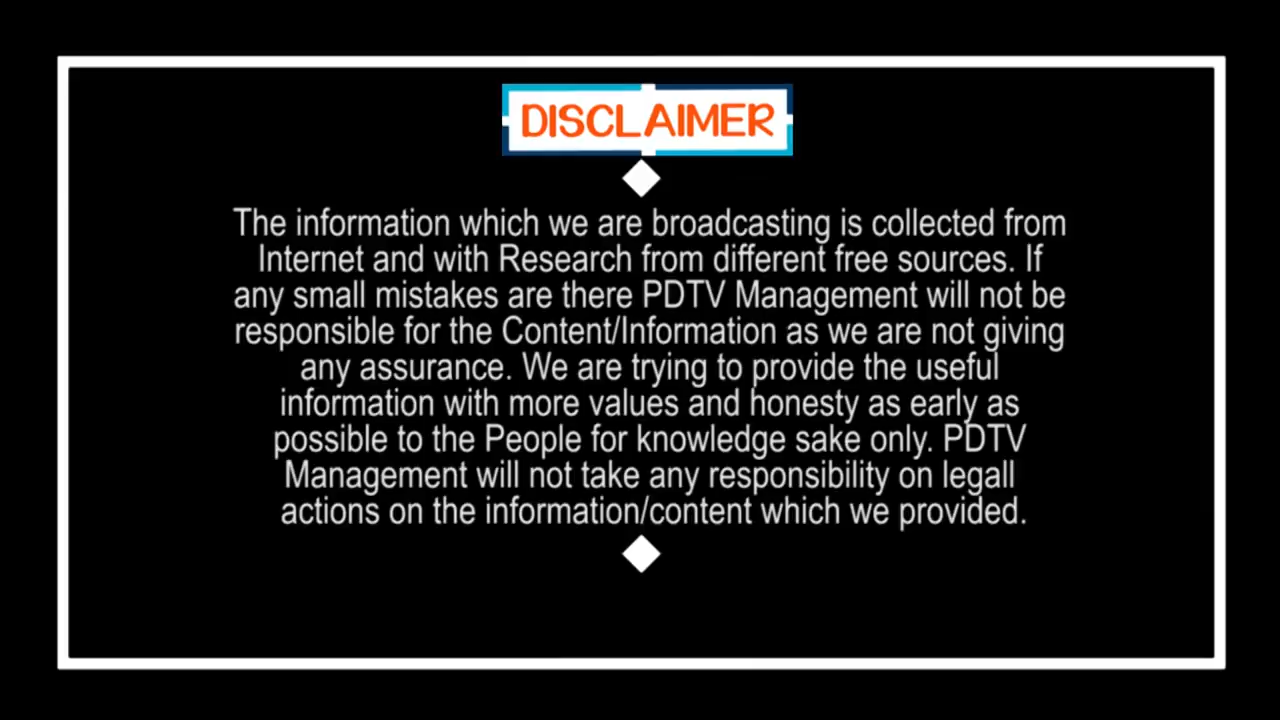 DISCLAIMER
The information which we are broadcasting is collected from
Internet and with Research from different free sources. If
any small mistakes are there PDTV Management will not be
responsible for the Content/Information as we are not giving
any assurance. We are trying to provide the useful
information with more values and honesty as early as
possible to the People for knowledge sake only. PDTV
Management will not take any responsibility on legall
actions on the information/content which we provided.